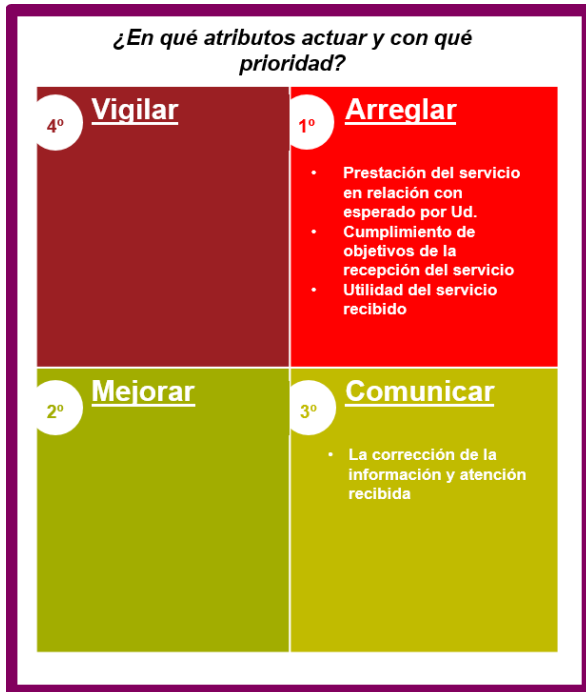 ¿En qué atributos actuar y con qué
prioridad?
4º
Vigilar
1º
Arreglar
• Prestación del servicio
en relación con
esperado por Ud.
• Cumplimiento de
objetivos de la
recepción del servicio
• Utilidad del servicio
recibido
2º
Mejorar
3º
Comunicar
• La corrección de la
información y atención
recibida